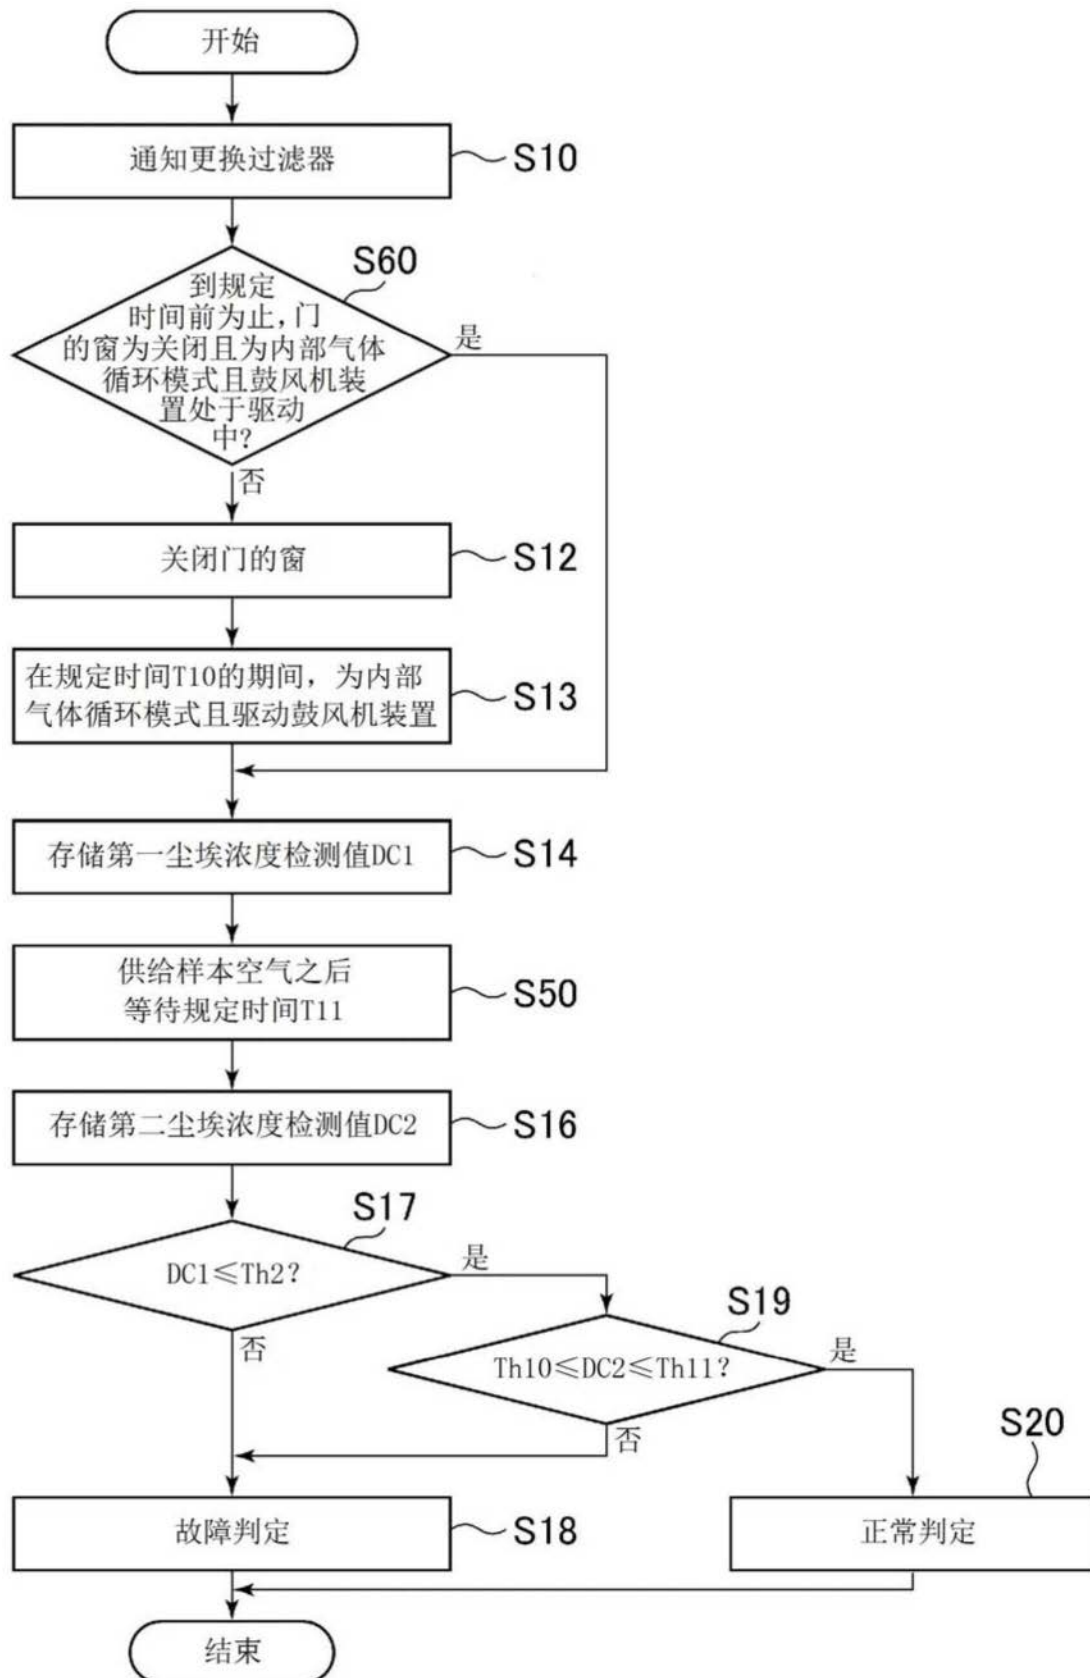 开始
通知更换过滤器
S10
S60
到规定
时间前为止，门
的窗为关闭且为内部气体
循环模式且鼓风机装
置处于驱动
中？
是
否
关闭门的窗
S12
在规定时间T10的期间，为内部
气体循环模式且驱动鼓风机装置
S13
存储第一尘埃浓度检测值DC1
S14
供给样本空气之后
等待规定时间T11
S50
存储第二尘埃浓度检测值DC2
S16
S17
DC1≤Th2？
是
否
S19
Th10≤DC2≤Th11？
是
否
S20
故障判定
S18
正常判定
结束